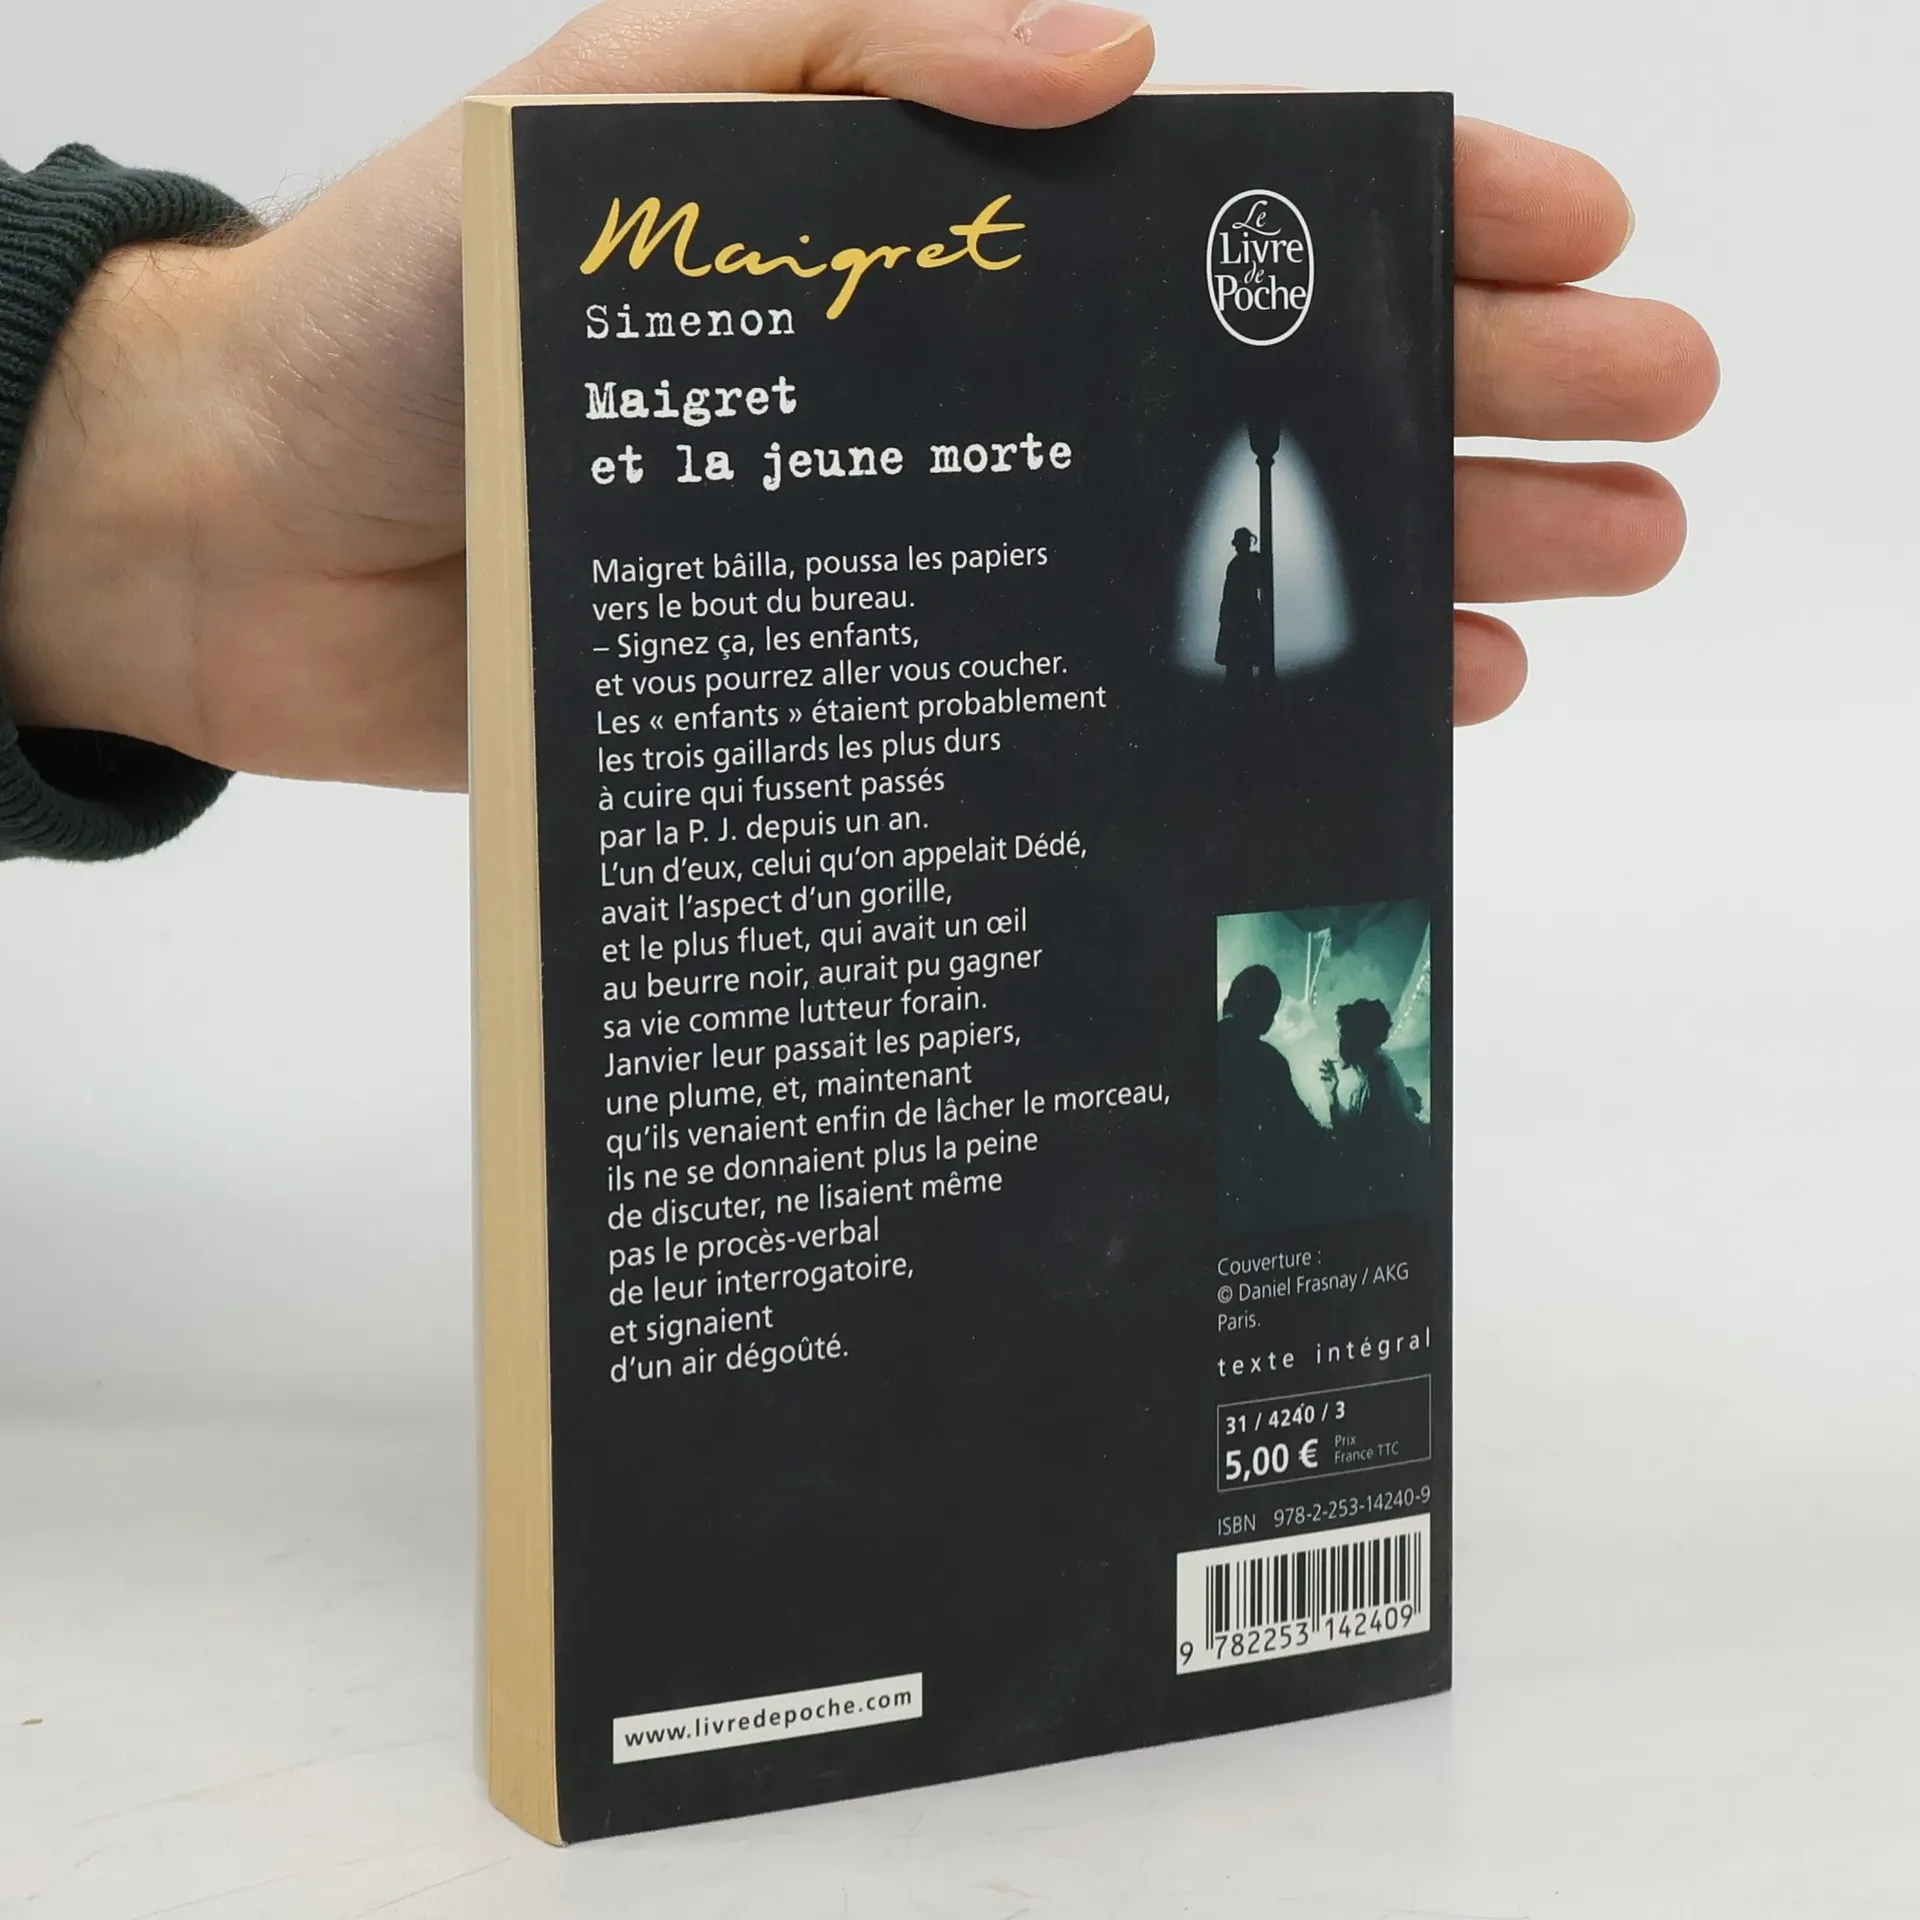 Maigret
Simenon
Maigret
et la jeune morte
Le
Livre
de
Poche
Maigret bâilla, poussa les papiers
vers le bout du bureau.
– Signez ça, les enfants,
et vous pourrez aller vous coucher.
Les « enfants » étaient probablement
les trois gaillards les plus durs
à cuire qui fussent passés
par la P. J. depuis un an.
L'un d'eux, celui qu'on appelait Dédé,
avait l'aspect d'un gorille,
et le plus fluet, qui avait un œil
au beurre noir, aurait pu gagner
sa vie comme lutteur forain.
Janvier leur passait les papiers,
une plume, et, maintenant
qu'ils venaient enfin de lâcher le morceau,
ils ne se donnaient plus la peine
de discuter, ne lisaient même
pas le procès-verbal
de leur interrogatoire,
et signaient
d'un air dégoûté.
Couverture :
© Daniel Frasnay / AKG
Paris.
texte intégral
31 / 4240 / 3
5,00 € Prix
France TTC
ISBN 978-2-253-14240-9
9 782253 142409
www.livredepoche.com